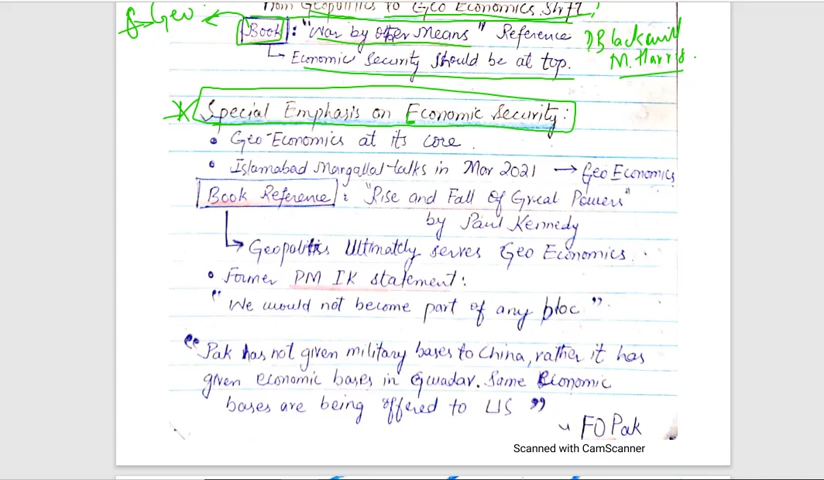 from Geopolitics to Geo Economics Shift!
Geo
Book : "War by other Means" Reference
Blackwill
M. Harris.
Economic Security should be at top.
Special Emphasis on Economic Security:
• Geo-Economics at its core.
• Islamabad Margallal talks in Mar 2021 → Geo Economics
Book Reference : "Rise and Fall of Great Powers"
by Paul Kennedy
Geopolitics Ultimately serves Geo Economics.
• Former PM IK statement:
"We would not become part of any bloc".
"Pak has not given military bases to China, rather it has
given economic bases in Gwadar. Same Economic
bases are being offered to US"
FO Pak
Scanned with CamScanner